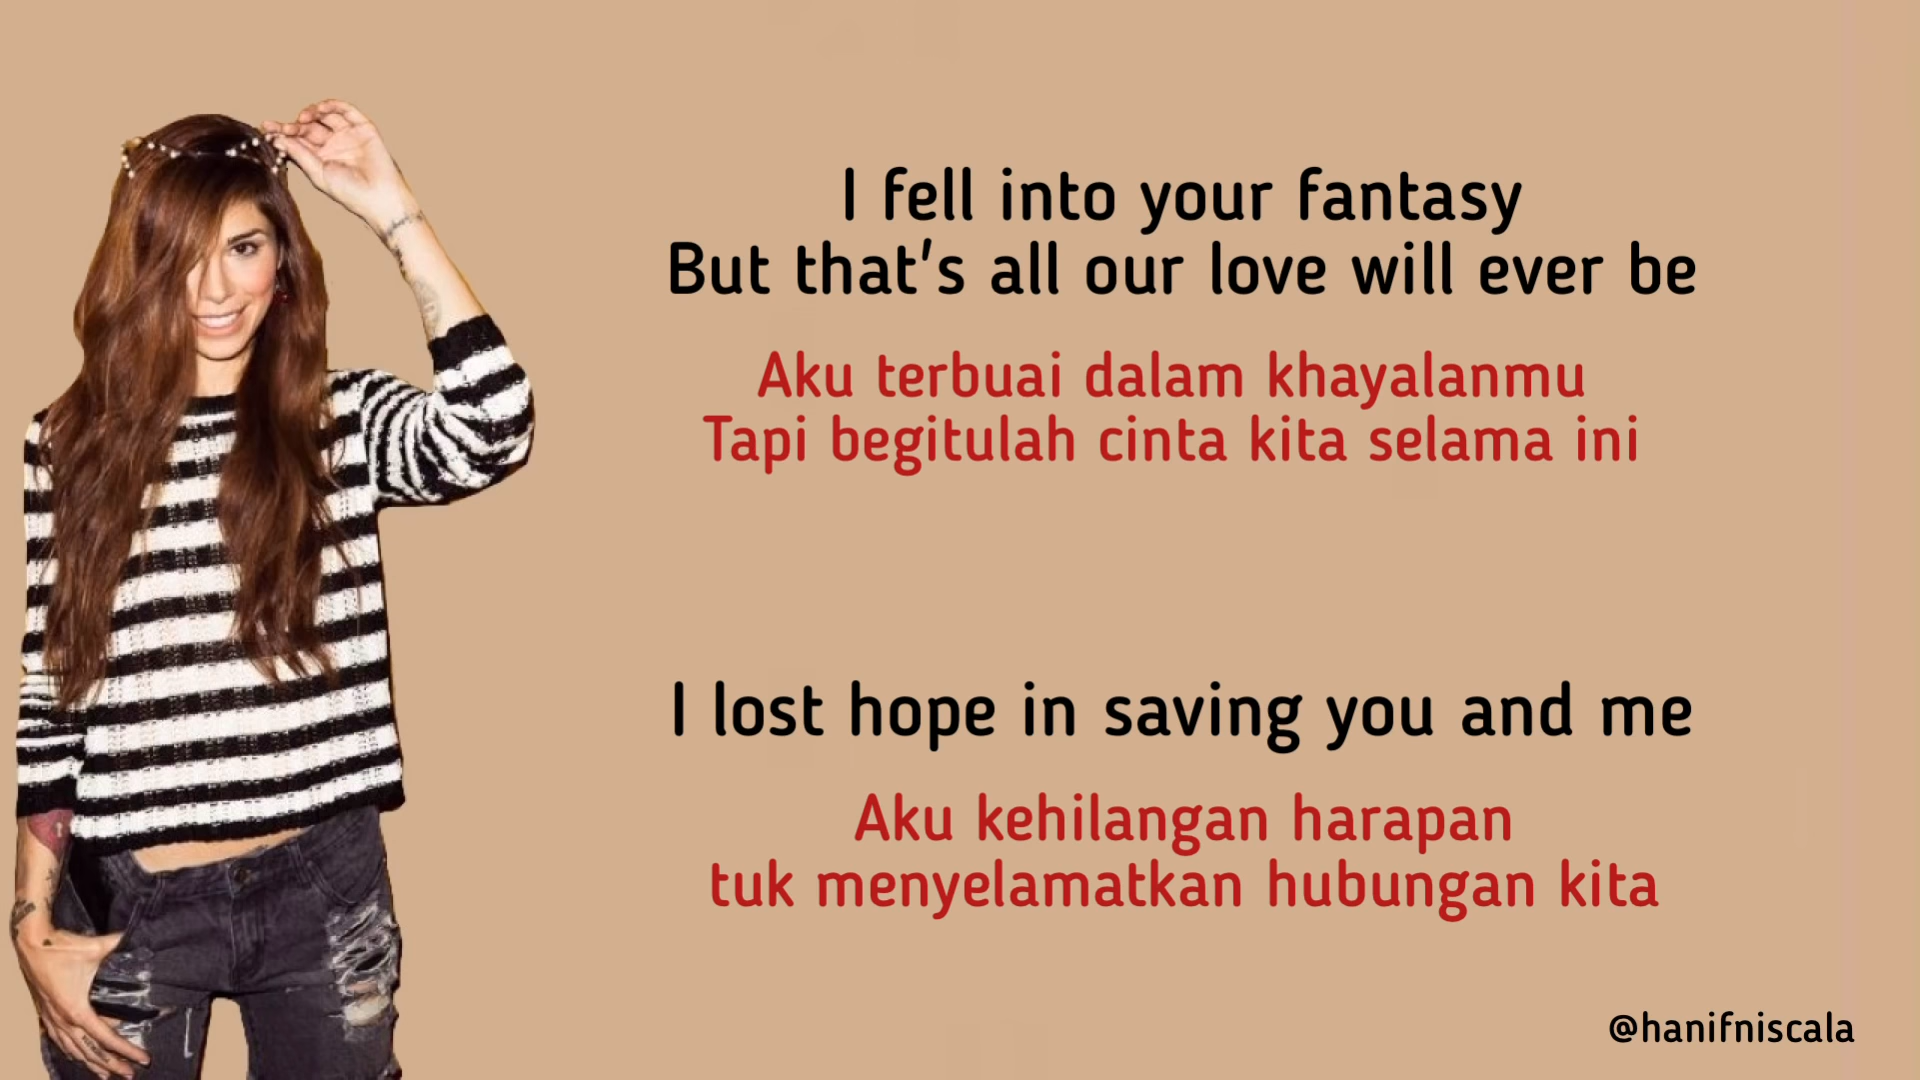 I fell into your fantasy
But that's all our love will ever be
Aku terbuai dalam khayalanmu
Tapi begitulah cinta kita selama ini
I lost hope in saving you and me
Aku kehilangan harapan
tuk menyelamatkan hubungan kita
@hanifniscala